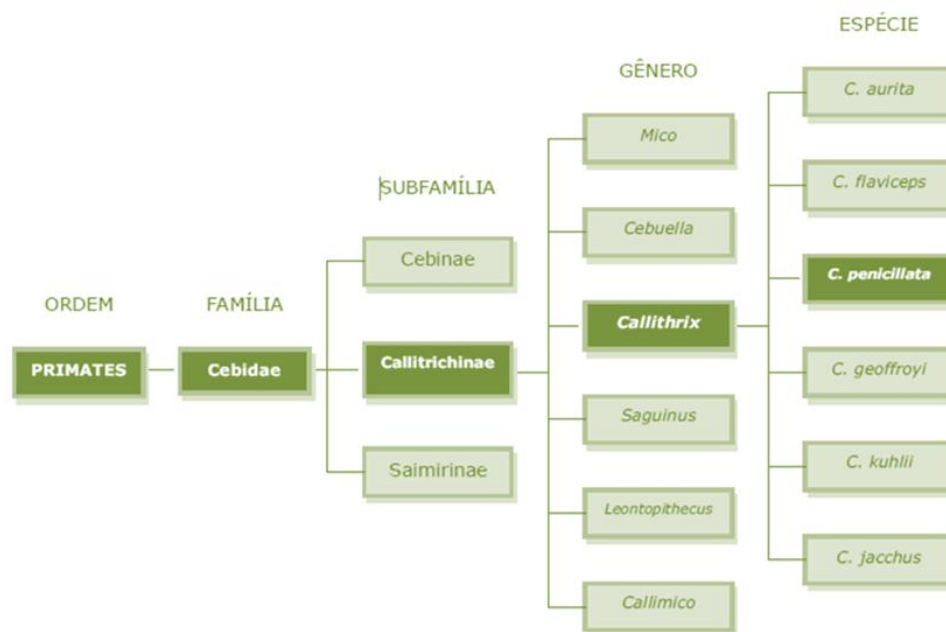 ORDEM
PRIMATES
FAMÍLIA
Cebidae
SUBFAMÍLIA
Cebinae
Callitrichinae
Saimirinae
GÊNERO
Mico
Cebuella
Callithrix
Saguinus
Leontopithecus
Callimico
ESPÉCIE
C. aurita
C. flaviceps
C. penicillata
C. geoffroyi
C. kuhlii
C. jacchus